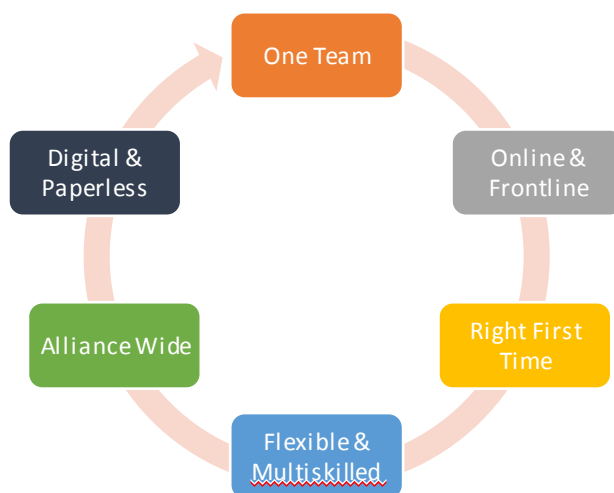 One Team
Online &
Frontline
Right First
Time
Flexible &
Multiskilled
Alliance Wide
Digital &
Paperless